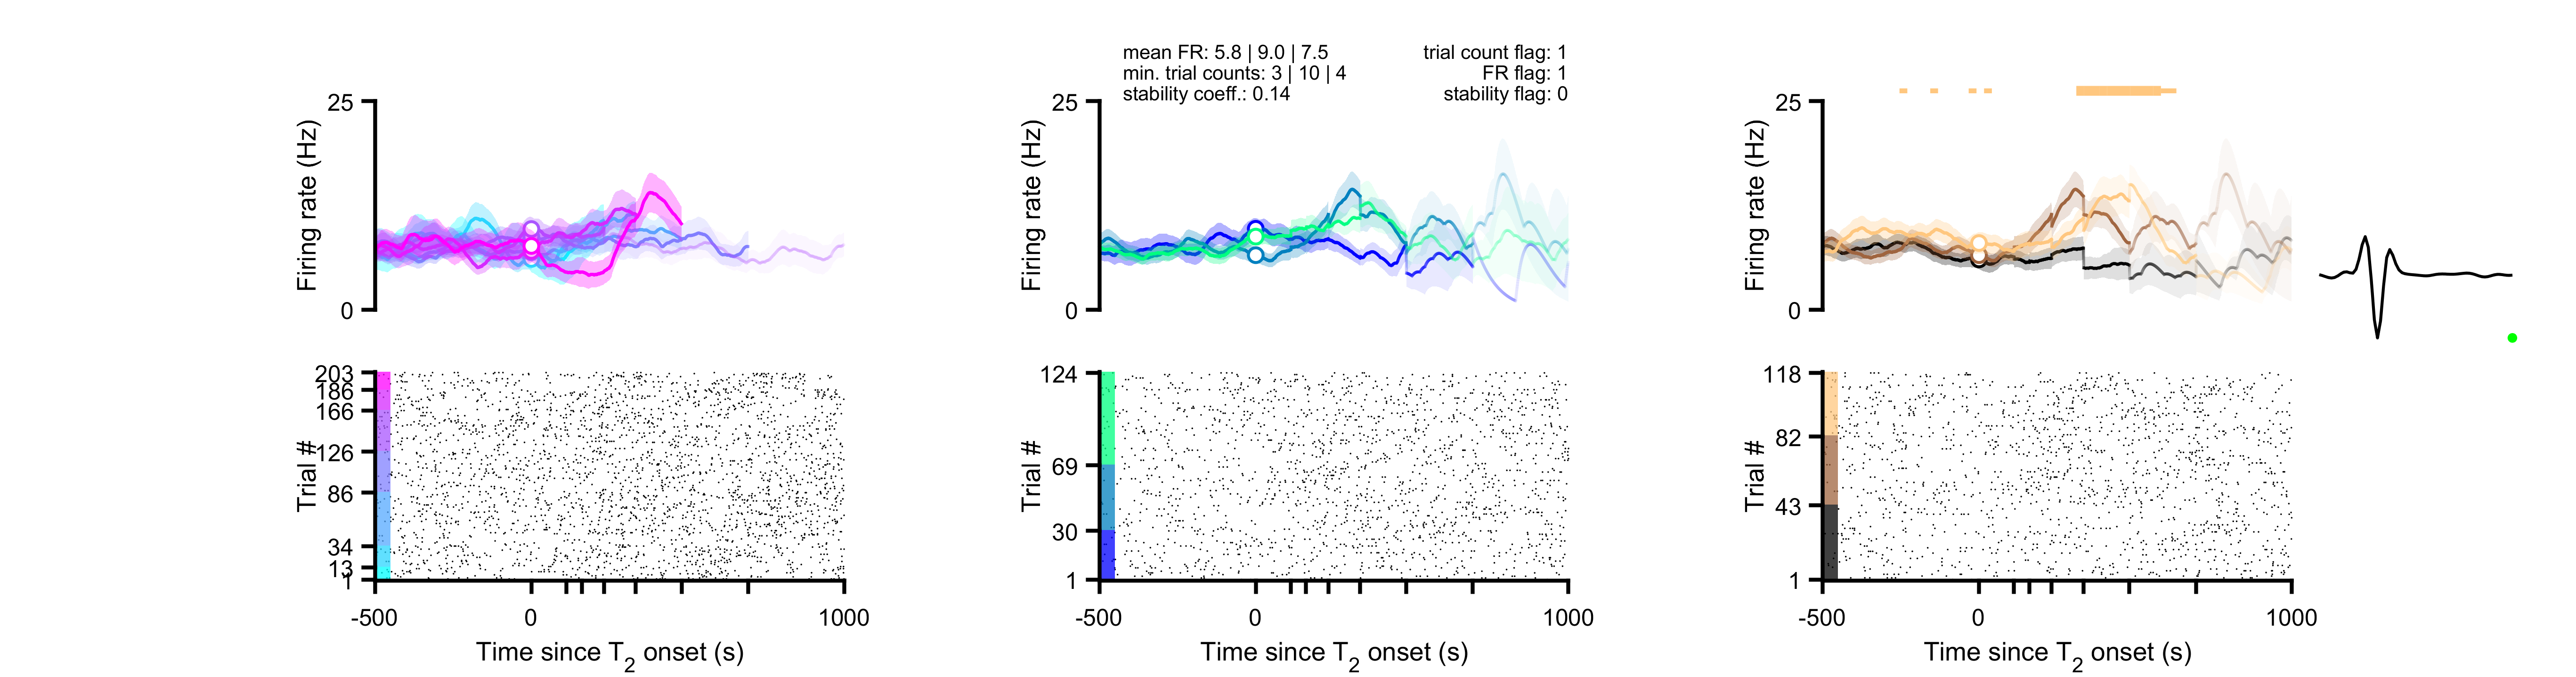 mean FR: 5.8 | 9.0 | 7.5
min. trial counts: 3 | 10 | 4
stability coeff.: 0.14
trial count flag: 1
FR flag: 1
stability flag: 0
25
Firing rate (Hz)
0
203
186
166
126
86
34
13
1
Trial #
-500
0
1000
Time since T2 onset (s)
25
Firing rate (Hz)
0
124
69
30
1
Trial #
-500
0
1000
Time since T2 onset (s)
25
Firing rate (Hz)
0
118
82
43
1
Trial #
-500
0
1000
Time since T2 onset (s)